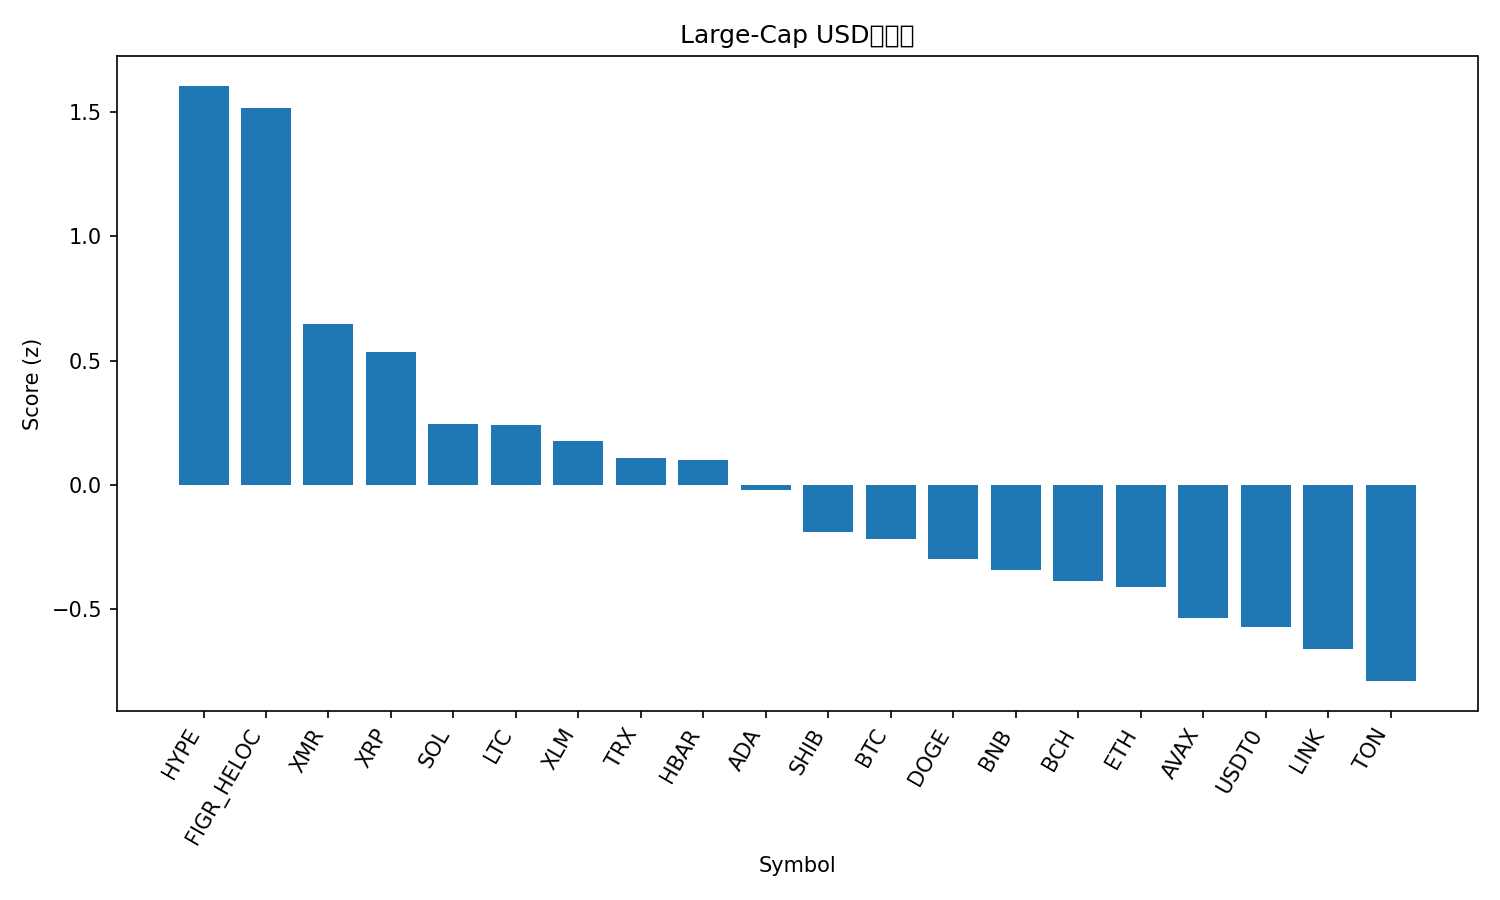 Large-Cap USD
Score (z)
1.5
1.0
0.5
0.0
−0.5
HYPE
FIGR_HELOC
XMR
XRP
SOL
LTC
XLM
TRX
HBAR
ADA
SHIB
BTC
DOGE
BNB
BCH
ETH
AVAX
USDT0
LINK
TON
Symbol